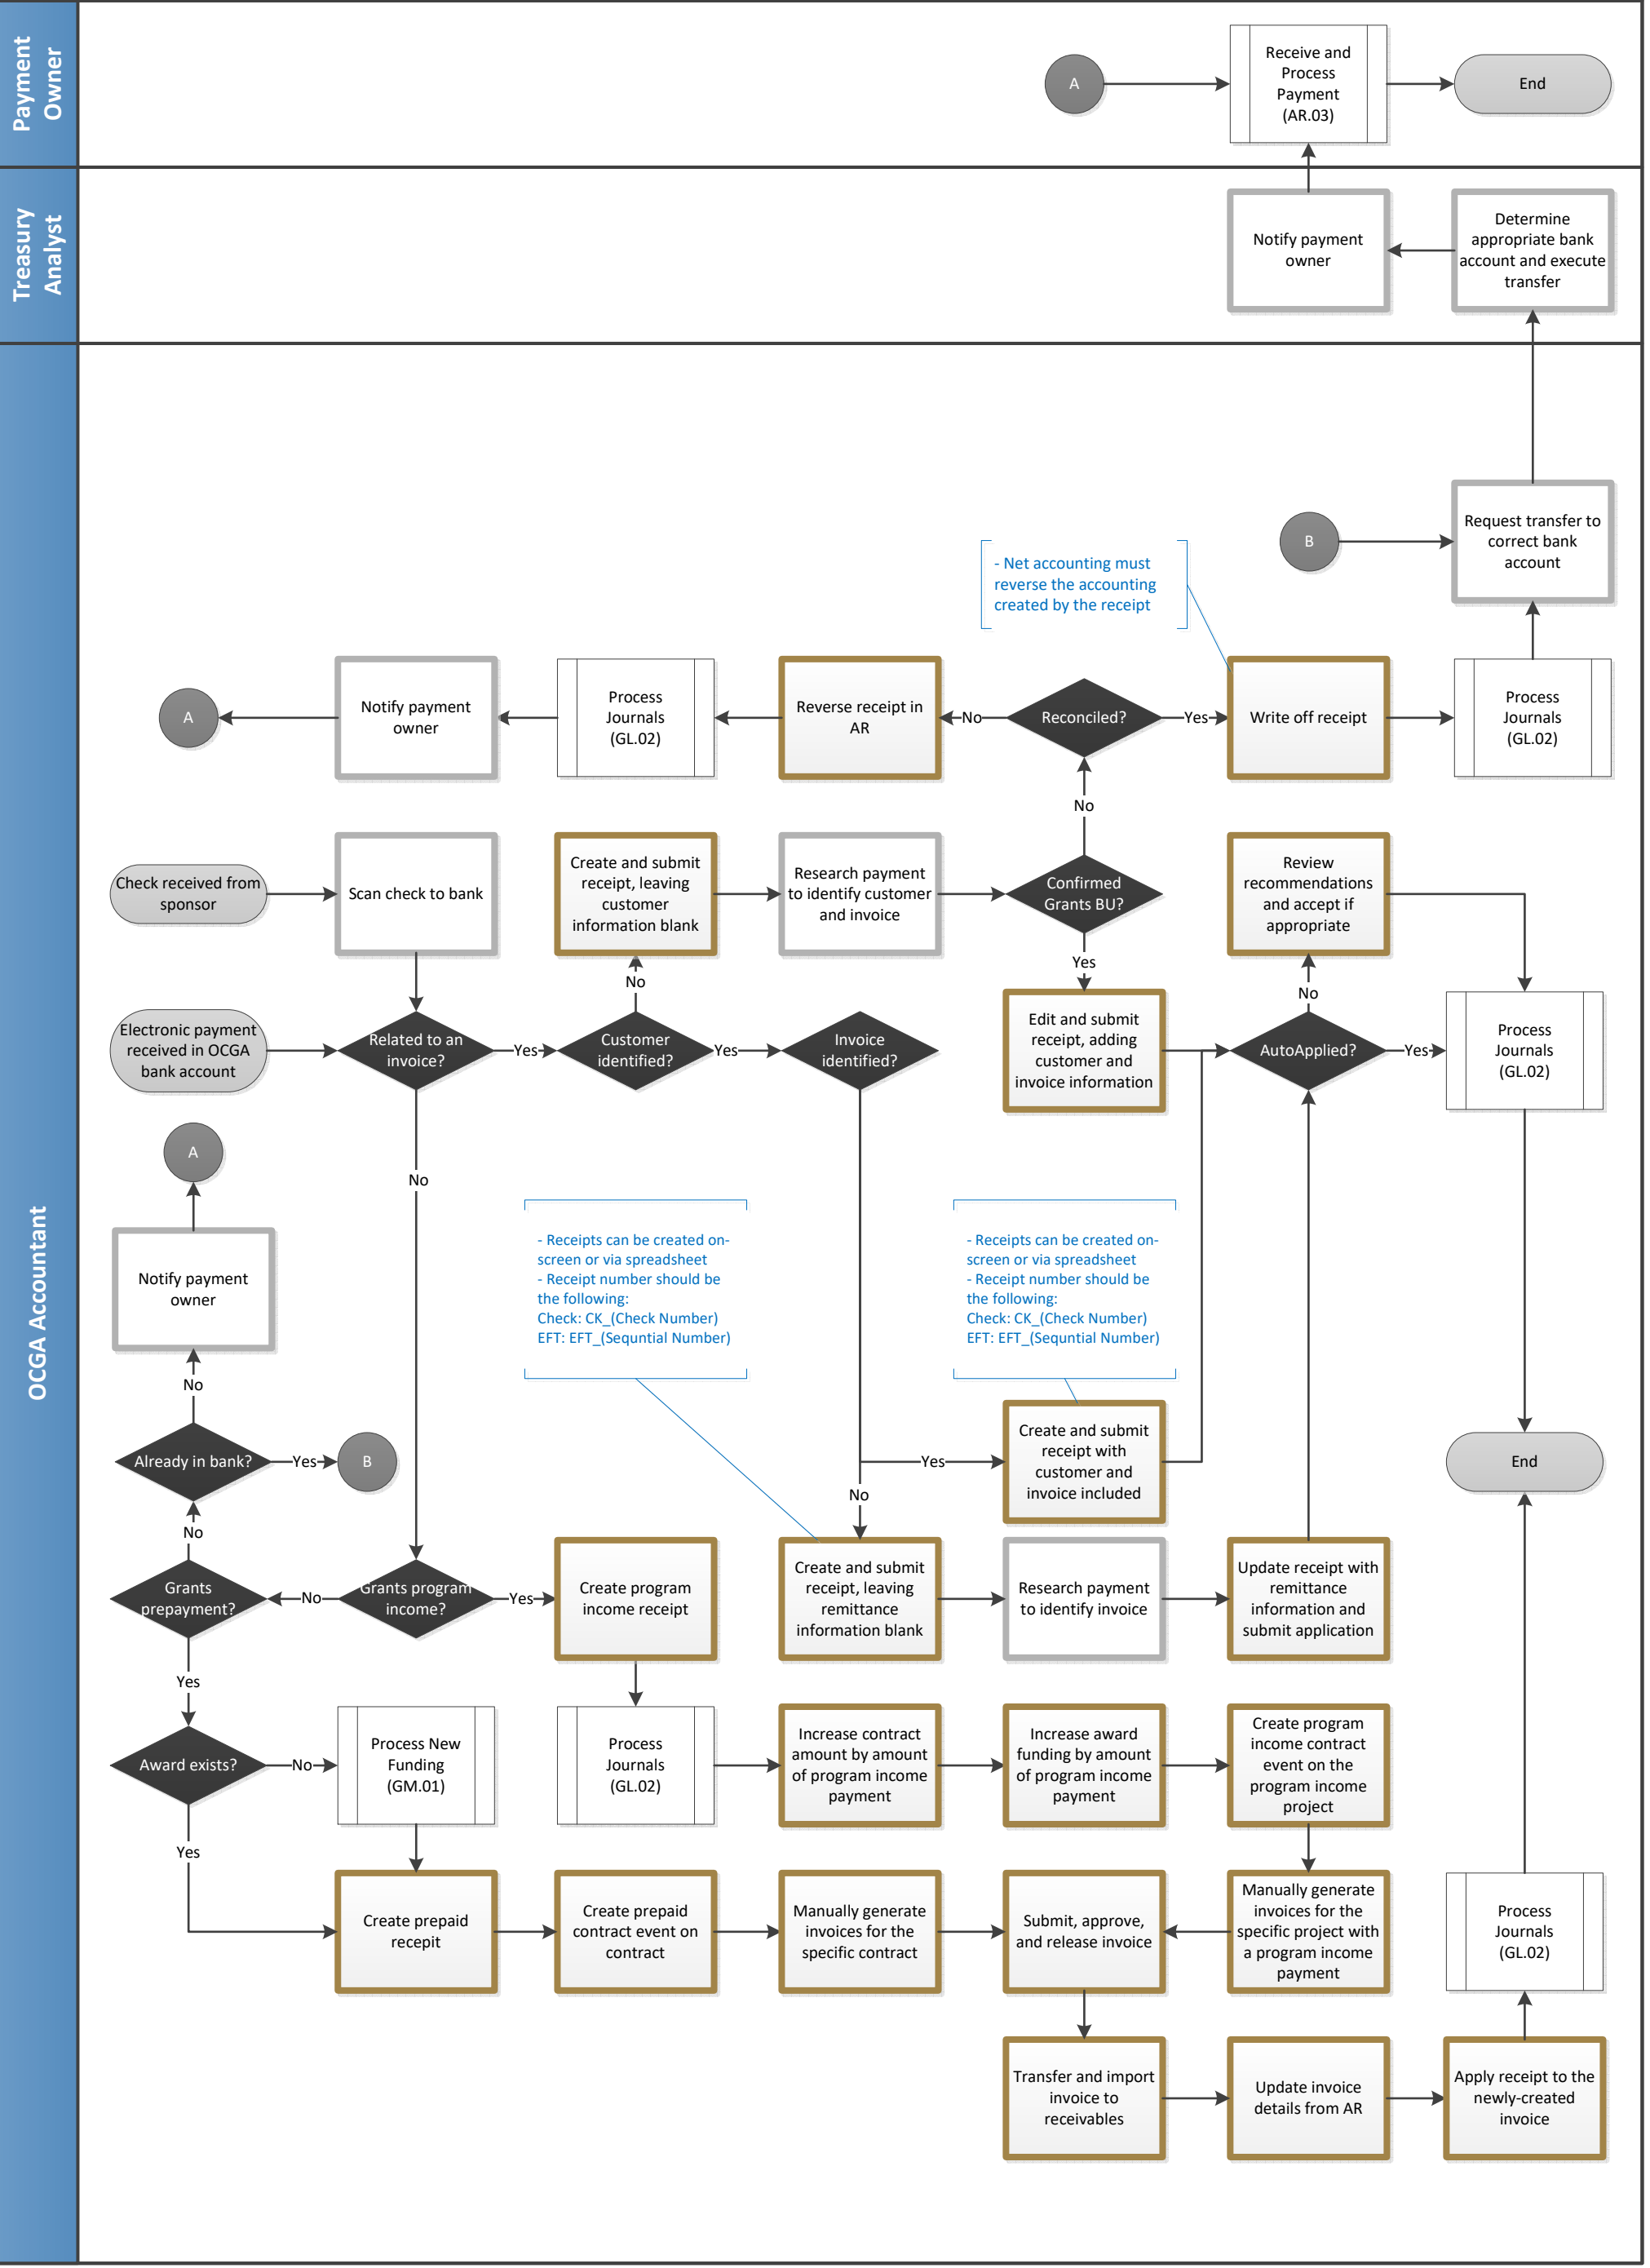 Payment
Owner
A
Receive and
Process
Payment
(AR.03)
End
Treasury
Analyst
Notify payment
owner
Determine
appropriate bank
account and execute
transfer
OCGA Accountant
B
Request transfer to
correct bank
account
- Net accounting must
reverse the accounting
created by the receipt
A
Notify payment
owner
Process
Journals
(GL.02)
Reverse receipt in
AR
No
Reconciled?
Yes
Write off receipt
Process
Journals
(GL.02)
No
Check received from
sponsor
Scan check to bank
Create and submit
receipt, leaving
customer
information blank
Research payment
to identify customer
and invoice
Confirmed
Grants BU?
Review
recommendations
and accept if
appropriate
No
Yes
No
Electronic payment
received in OCGA
bank account
Related to an
invoice?
Yes
Customer
identified?
Yes
Invoice
identified?
Edit and submit
receipt, adding
customer and
invoice information
AutoApplied?
Yes
Process
Journals
(GL.02)
A
No
Notify payment
owner
- Receipts can be created on-
screen or via spreadsheet
- Receipt number should be
the following:
Check: CK_(Check Number)
EFT: EFT_(Sequntial Number)
- Receipts can be created on-
screen or via spreadsheet
- Receipt number should be
the following:
Check: CK_(Check Number)
EFT: EFT_(Sequntial Number)
No
Already in bank?
Yes
B
Yes
Create and submit
receipt with
customer and
invoice included
End
No
No
Grants
prepayment?
No
Grants program
income?
Yes
Create program
income receipt
Create and submit
receipt, leaving
remittance
information blank
Research payment
to identify invoice
Update receipt with
remittance
information and
submit application
Yes
Award exists?
No
Process New
Funding
(GM.01)
Process
Journals
(GL.02)
Increase contract
amount by amount
of program income
payment
Increase award
funding by amount
of program income
payment
Create program
income contract
event on the
program income
project
Yes
Create prepaid
recepit
Create prepaid
contract event on
contract
Manually generate
invoices for the
specific contract
Submit, approve,
and release invoice
Manually generate
invoices for the
specific project with
a program income
payment
Process
Journals
(GL.02)
Transfer and import
invoice to
receivables
Update invoice
details from AR
Apply receipt to the
newly-created
invoice